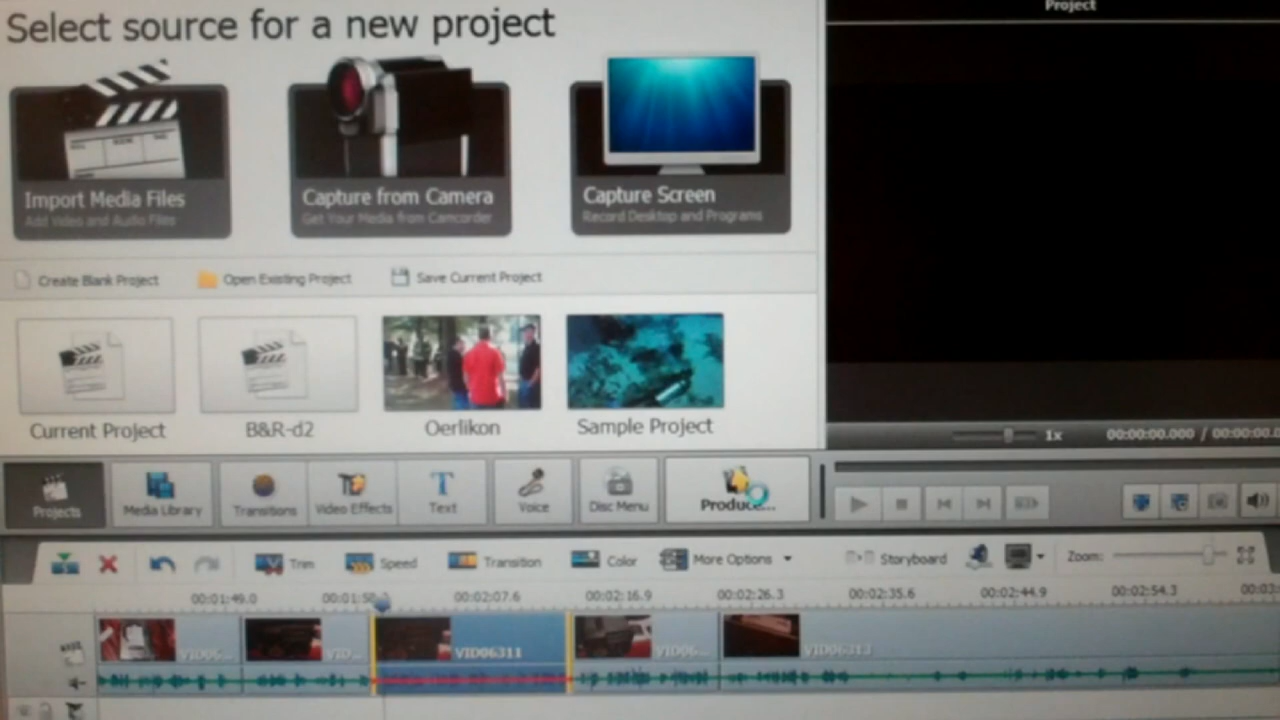 Select source for a new project
Project
Import Media Files
Add Video and Audio Files
Capture from Camera
Get Your Media from Camcorder
Capture Screen
Record Desktop and Programs
Create Blank Project
Open Existing Project
Save Current Project
Current Project
B&R-d2
Oerlikon
Sample Project
1x
00:00:00.000 / 00:00:00.0
Projects
Media Library
Transitions
Video Effects
Text
Voice
Disc Menu
Produce...
Trim
Speed
Transition
Color
More Options
Storyboard
Zoom:
00:01:49.0
00:02:07.6
00:02:16.9
00:02:26.3
00:02:35.6
00:02:44.9
00:02:54.3
00:03:
VID06...
VID...
VID06311
VID06...
VID06313